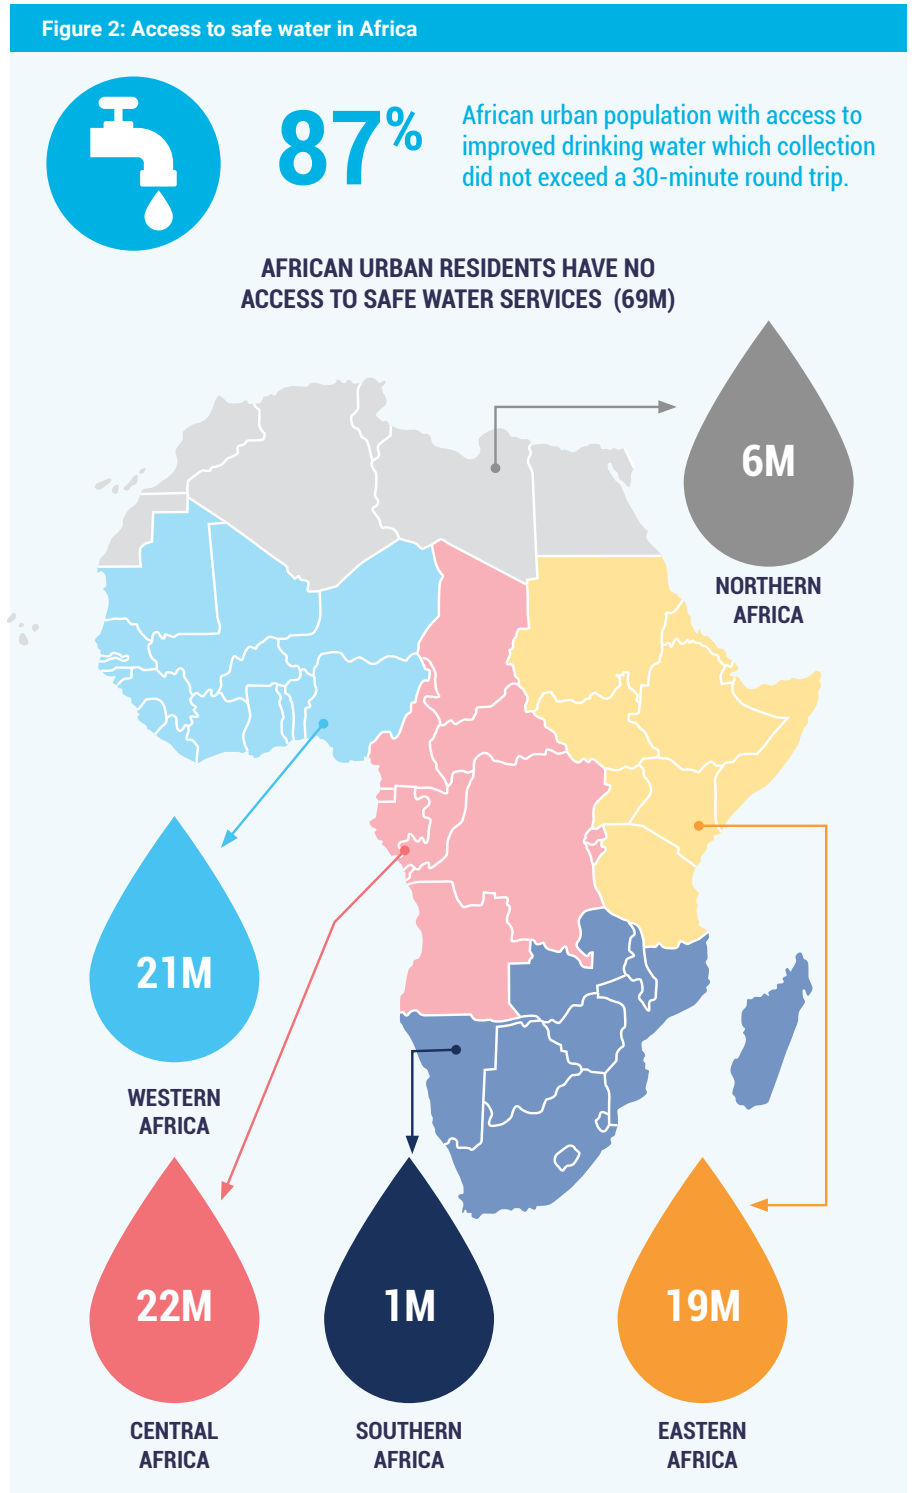 Figure 2: Access to safe water in Africa
87%
African urban population with access to
improved drinking water which collection
did not exceed a 30-minute round trip.
AFRICAN URBAN RESIDENTS HAVE NO
ACCESS TO SAFE WATER SERVICES (69M)
6M
NORTHERN
AFRICA
21M
WESTERN
AFRICA
22M
CENTRAL
AFRICA
1M
SOUTHERN
AFRICA
19M
EASTERN
AFRICA